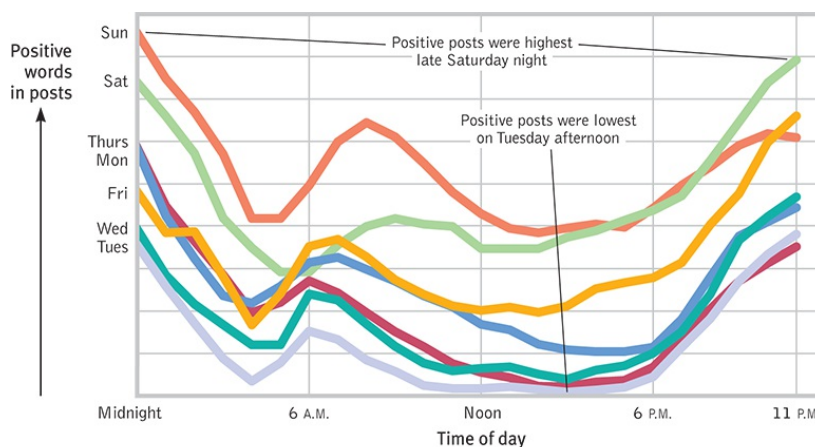 Sun
Positive
words
in posts
Positive posts were highest
late Saturday night
Sat
Positive posts were lowest
on Tuesday afternoon
Thurs
Mon
Fri
Wed
Tues
Midnight
6 A.M.
Noon
6 P.M.
11 P.M
Time of day